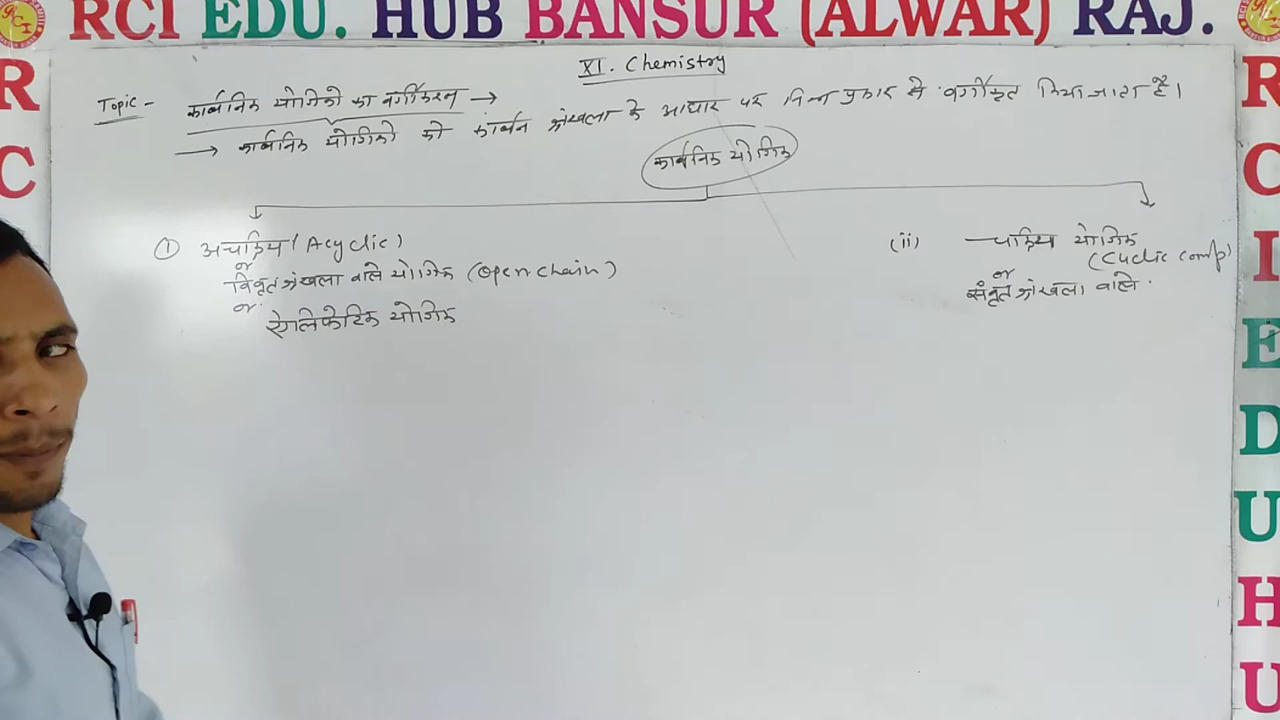 RCI EDU. HUB BANSUR (ALWAR) RAJ.
XI. Chemistry
Topic - कार्बनिक योगिको का वर्गीकरण →
→ कार्बनिक योगिको को कार्बन श्रंखला के आधार पर निम्न प्रकार से वर्गीकृत किया जाता है।
कार्बनिक योगिक
① अचक्रिय (Acyclic)
or
विवृत श्रंखला वाले योगिक (Open chain)
or
ऐलिफेटिक योगिक
(ii) चक्रिय योगिक
(Cyclic comp)
or
संवृत श्रंखला वाले
R
C
R
C
I
E
D
U
H
U